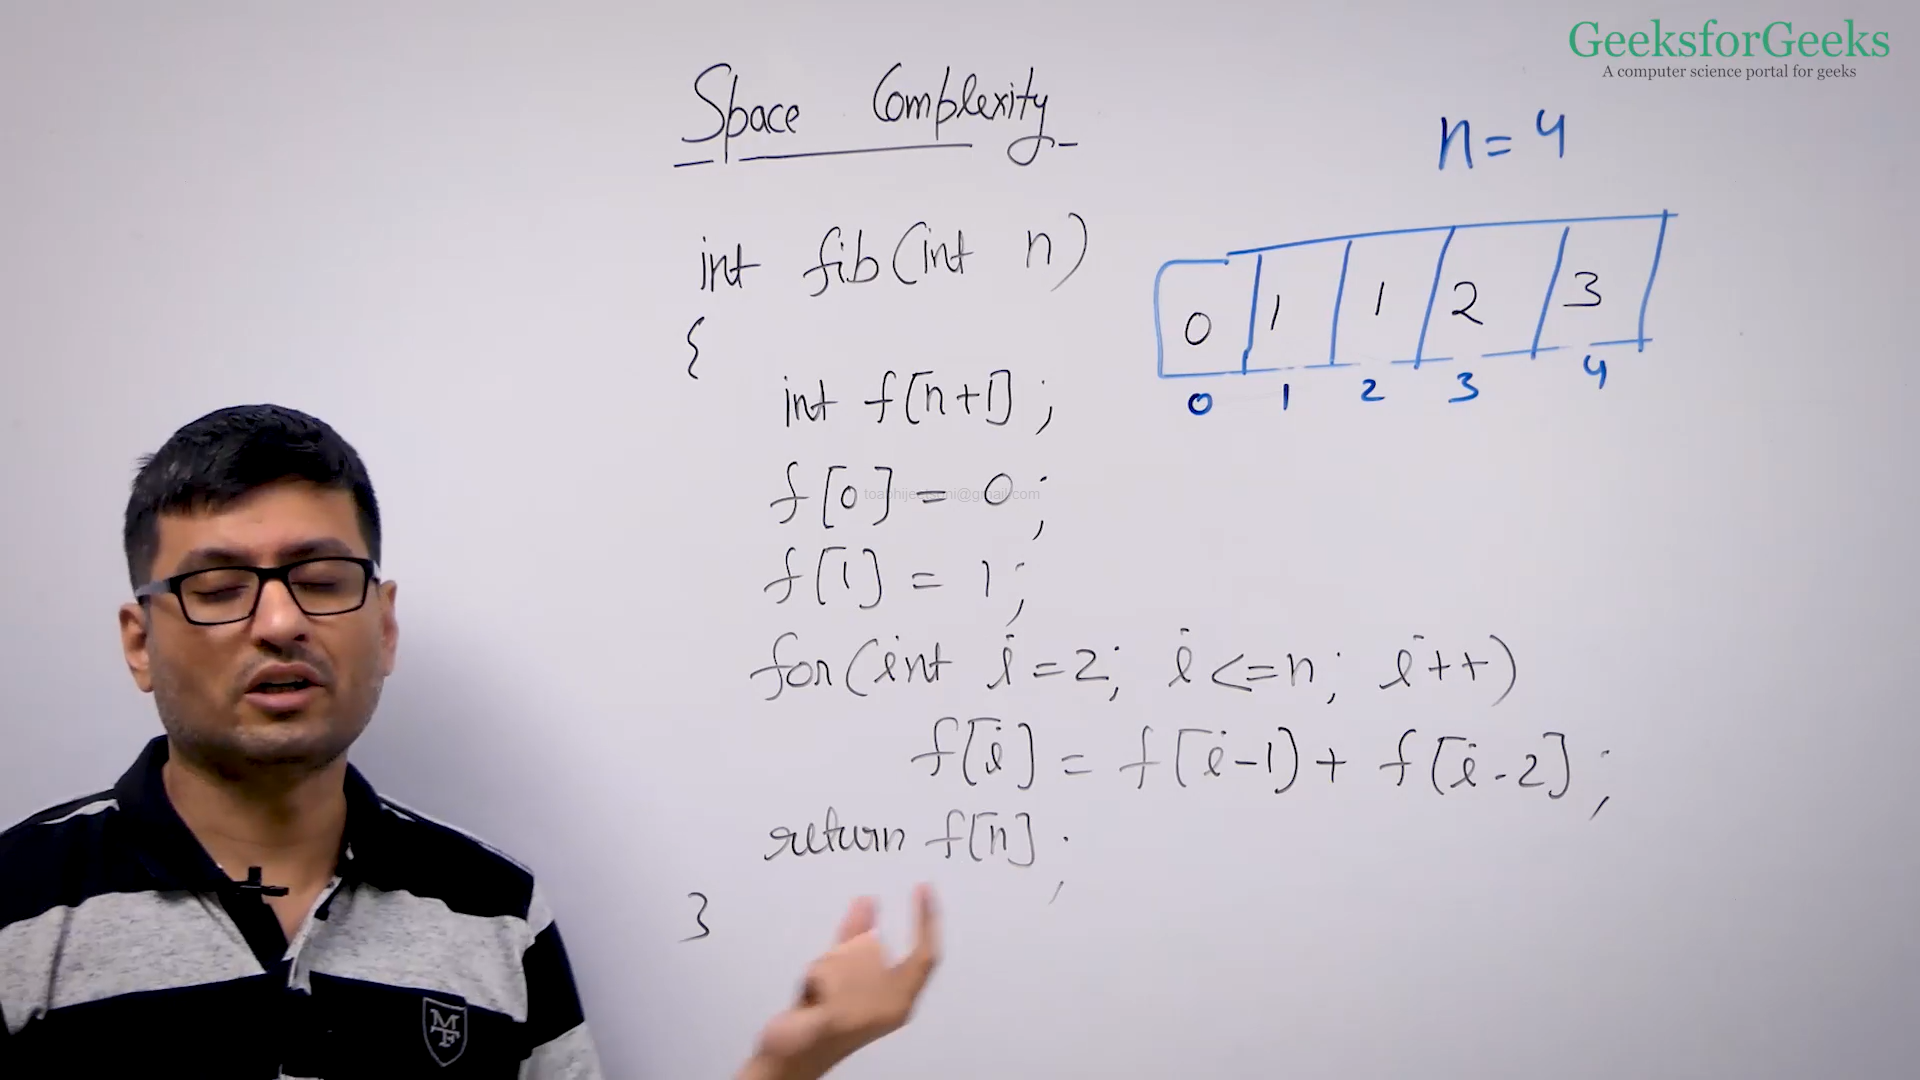 GeeksforGeeks
A computer science portal for geeks
Space Complexity
n = 4
int fib(int n)
{
0 1 1 2 3
0 1 2 3 4
int f[n+1];
f[0] = 0;
f[1] = 1;
for(int i=2; i<=n; i++)
f[i] = f[i-1] + f[i-2];
return f[n];
}
MF